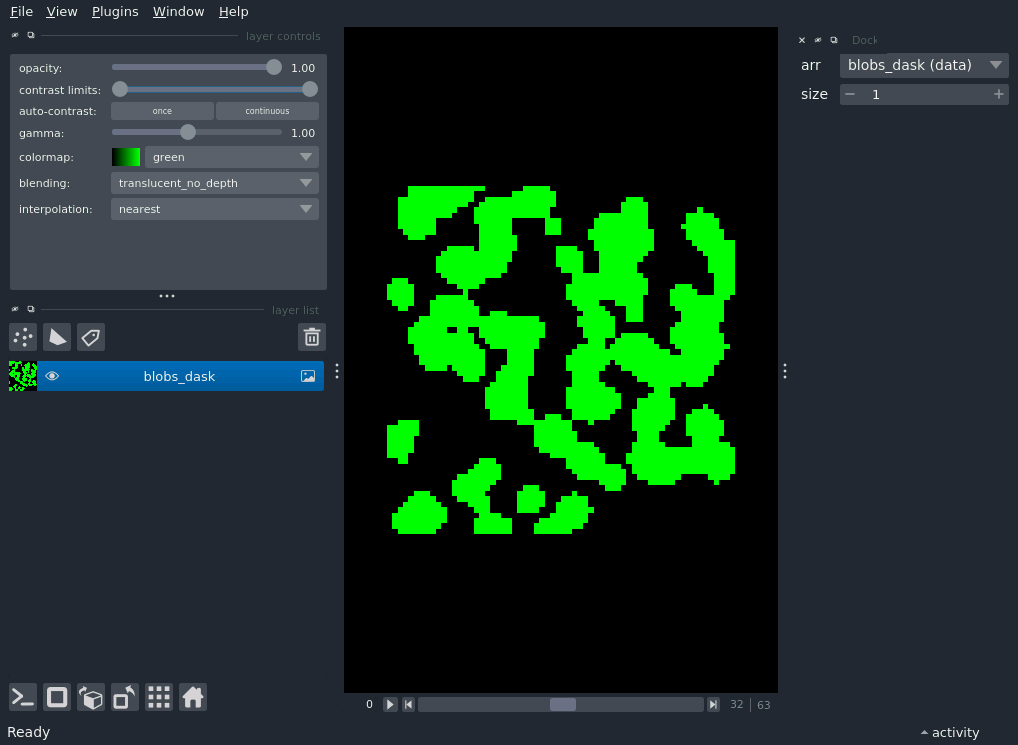 File View Plugins Window Help
layer controls
opacity: 1.00
contrast limits:
auto-contrast: once continuous
gamma: 1.00
colormap: green
blending: translucent_no_depth
interpolation: nearest
layer list
blobs_dask
0 32 63
Dock
arr blobs_dask (data)
size 1
Ready
activity